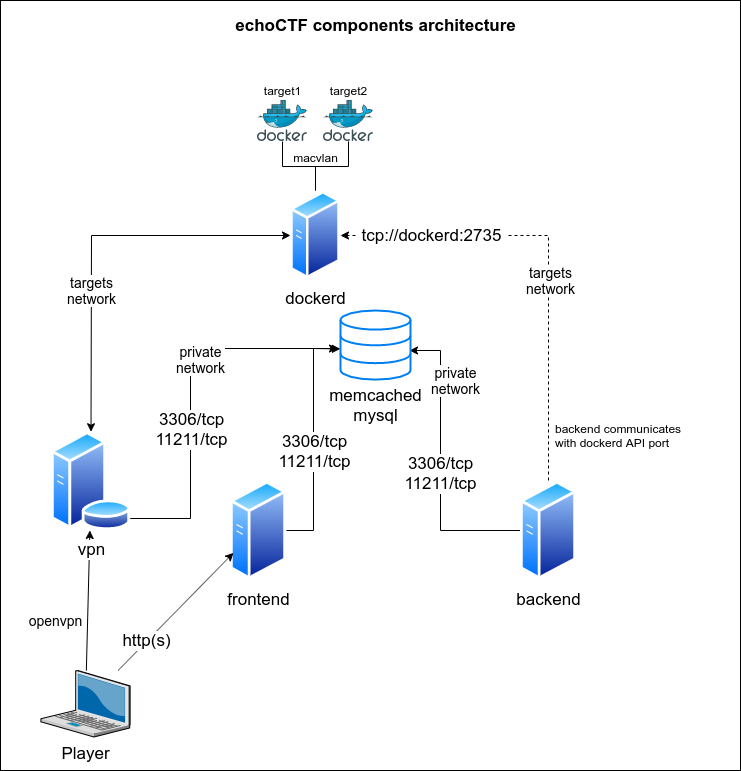 echoCTF components architecture
target1
target2
docker
docker
macvlan
tcp://dockerd:2735
targets
network
targets
network
dockerd
private
network
memcached
mysql
private
network
3306/tcp
11211/tcp
3306/tcp
11211/tcp
3306/tcp
11211/tcp
backend communicates
with dockerd API port
vpn
frontend
backend
openvpn
http(s)
Player